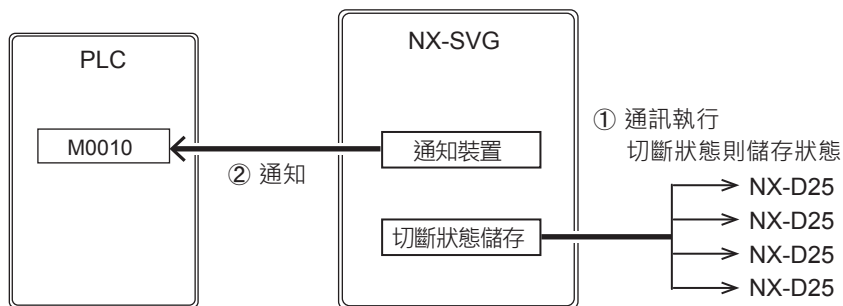 PLC
NX-SVG
M0010
通知裝置
② 通知
切斷狀態儲存
① 通訊執行
切斷狀態則儲存狀態
NX-D25
NX-D25
NX-D25
NX-D25